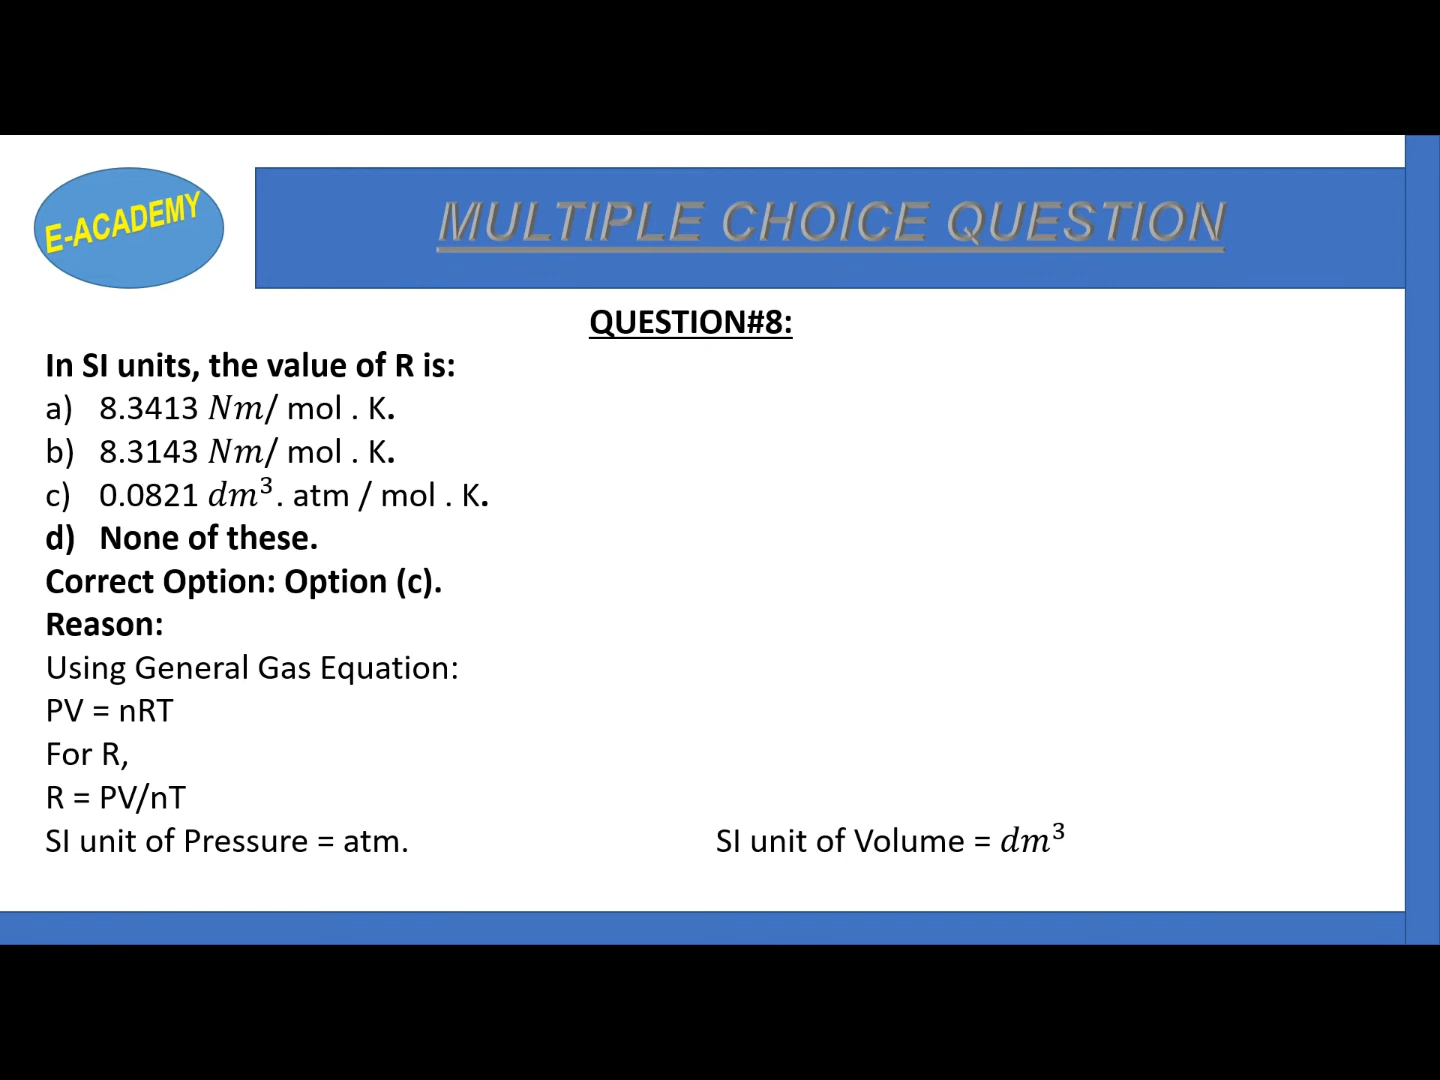 E-ACADEMY
MULTIPLE CHOICE QUESTION
QUESTION#8:
In SI units, the value of R is:
a) 8.3413 Nm/ mol . K.
b) 8.3143 Nm/ mol . K.
c) 0.0821 dm³. atm / mol . K.
d) None of these.
Correct Option: Option (c).
Reason:
Using General Gas Equation:
PV = nRT
For R,
R = PV/nT
SI unit of Pressure = atm. SI unit of Volume = dm³